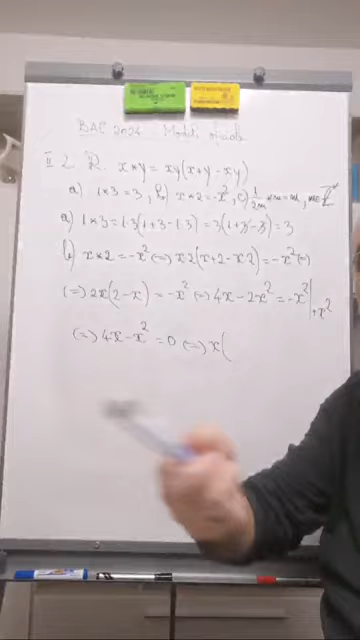 BAC 2024 - Model oficial
II 2. ℝ, x*y = xy(x+y-xy)
a) 1*3=3, b) x*2=-x², c) 1/2m * m = m, m∈ℤ*
a) 1*3=1·3(1+3-1·3)=3(1+3-3)=3
b) x*2=-x² (=) x·2(x+2-x·2)=-x² (=)
(=) 2x(2-x)=-x² (=) 4x-2x²=-x² | +x²
(=) 4x-x²=0 (=) x(